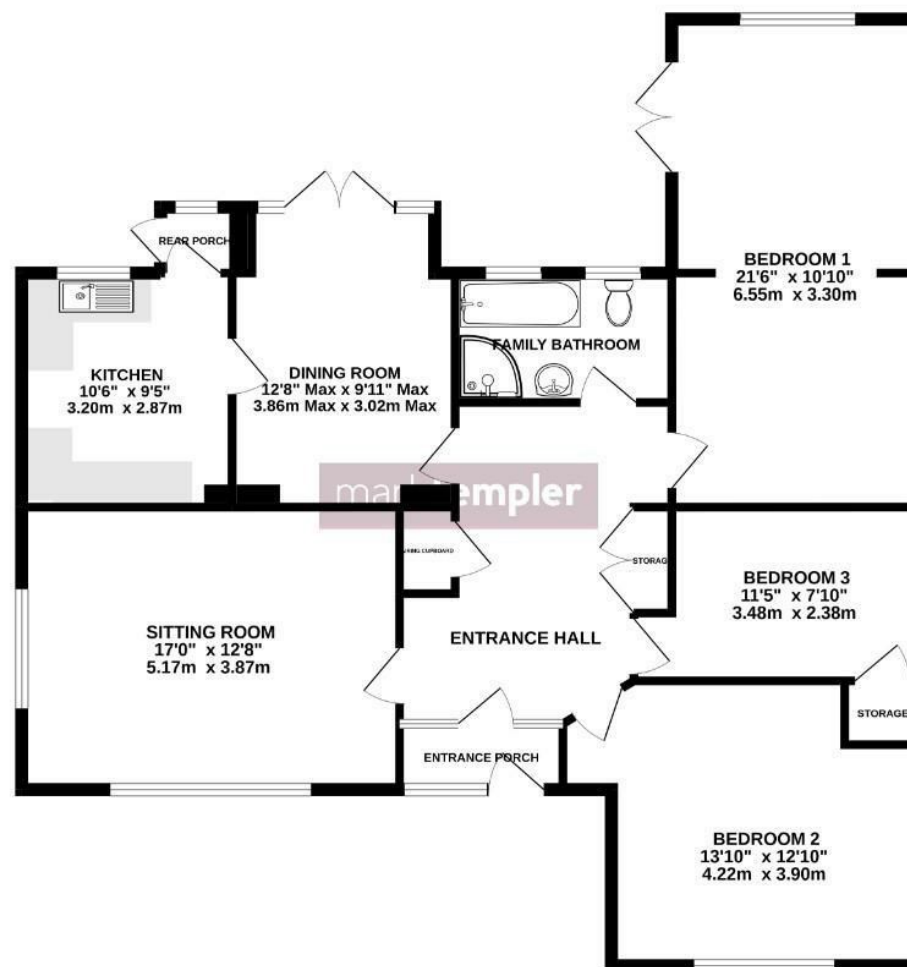 REAR PORCH
BEDROOM 1
21'6" x 10'10"
6.55m x 3.30m
FAMILY BATHROOM
KITCHEN
10'6" x 9'5"
3.20m x 2.87m
DINING ROOM
12'8" Max x 9'11" Max
3.86m Max x 3.02m Max
templer
CUPBOARD
STORAG
BEDROOM 3
11'5" x 7'10"
3.48m x 2.38m
SITTING ROOM
17'0" x 12'8"
5.17m x 3.87m
ENTRANCE HALL
STORAGE
ENTRANCE PORCH
BEDROOM 2
13'10" x 12'10"
4.22m x 3.90m